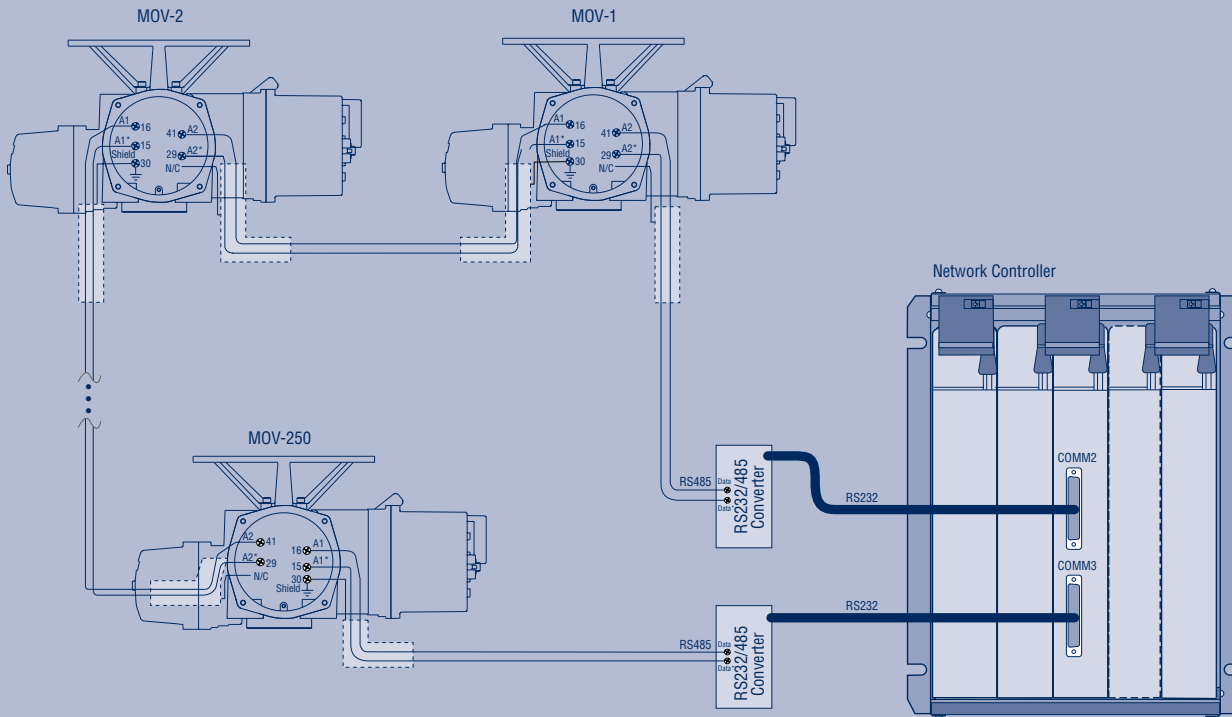 MOV-2
MOV-1
A1 16
A1* 15
Shield 30
41 A2
29 A2*
N/C
A1 16
A1* 15
Shield 30
41 A2
29 A2*
N/C
Network Controller
MOV-250
A2 41
A2* 29
N/C
16 A1
15 A1*
30
Shield
RS485
Data
Data*
RS232/485
Converter
RS232
COMM2
COMM3
RS485
Data
Data*
RS232/485
Converter
RS232